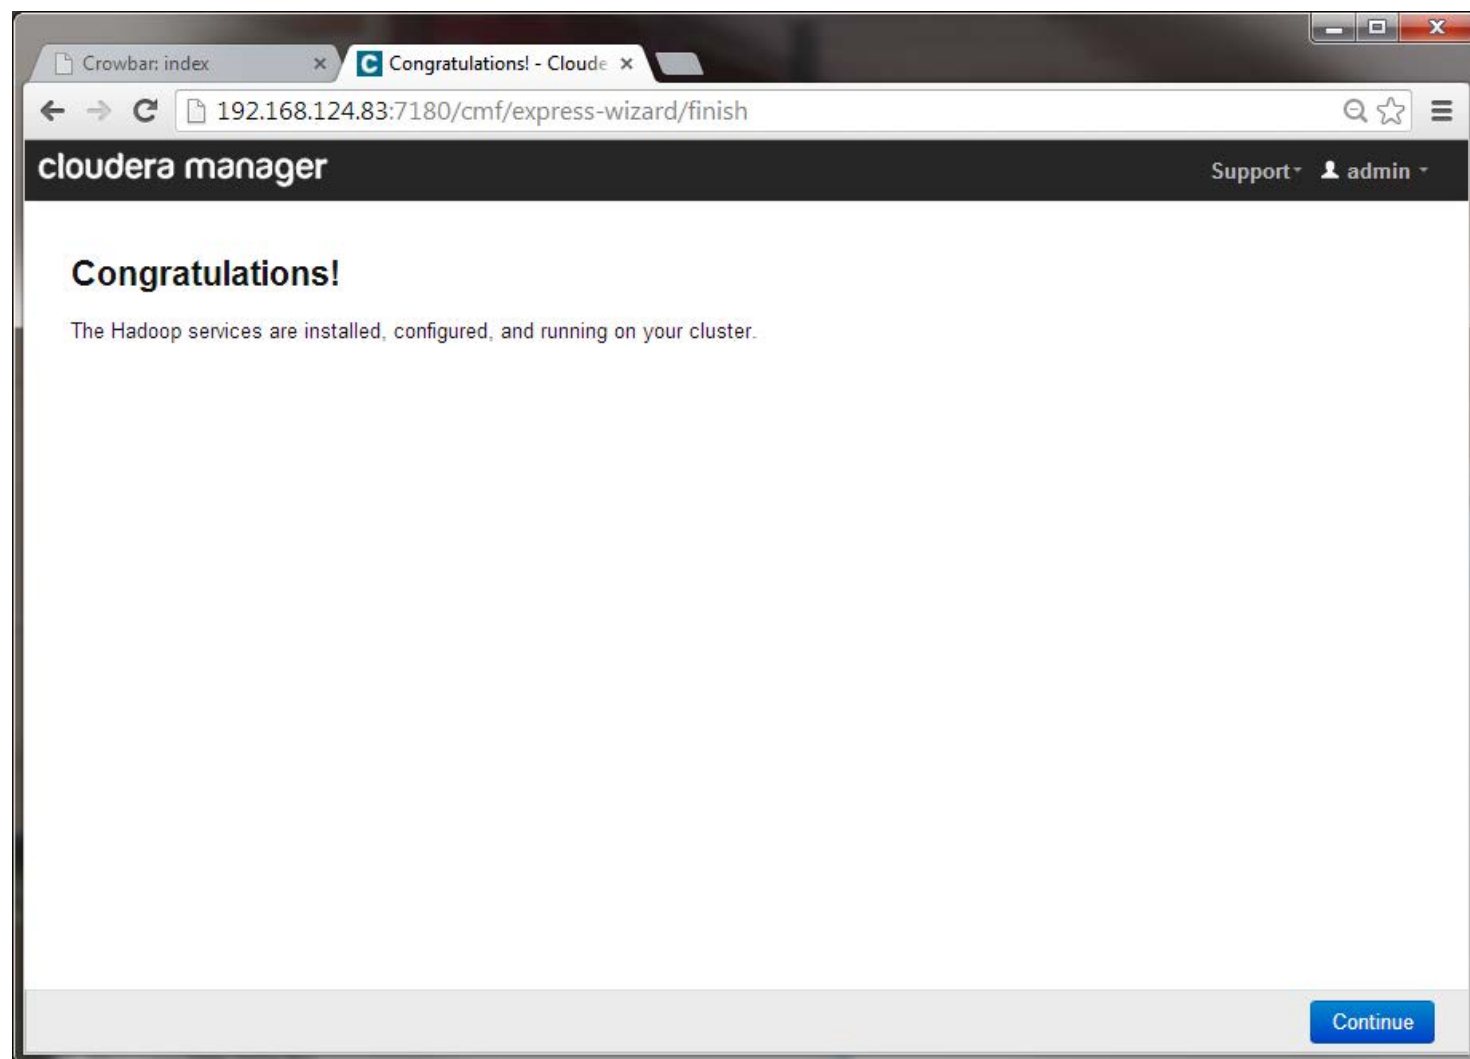 Crowbar: index
Congratulations! - Cloude
192.168.124.83:7180/cmf/express-wizard/finish
cloudera manager
Support admin
Congratulations!
The Hadoop services are installed, configured, and running on your cluster.
Continue